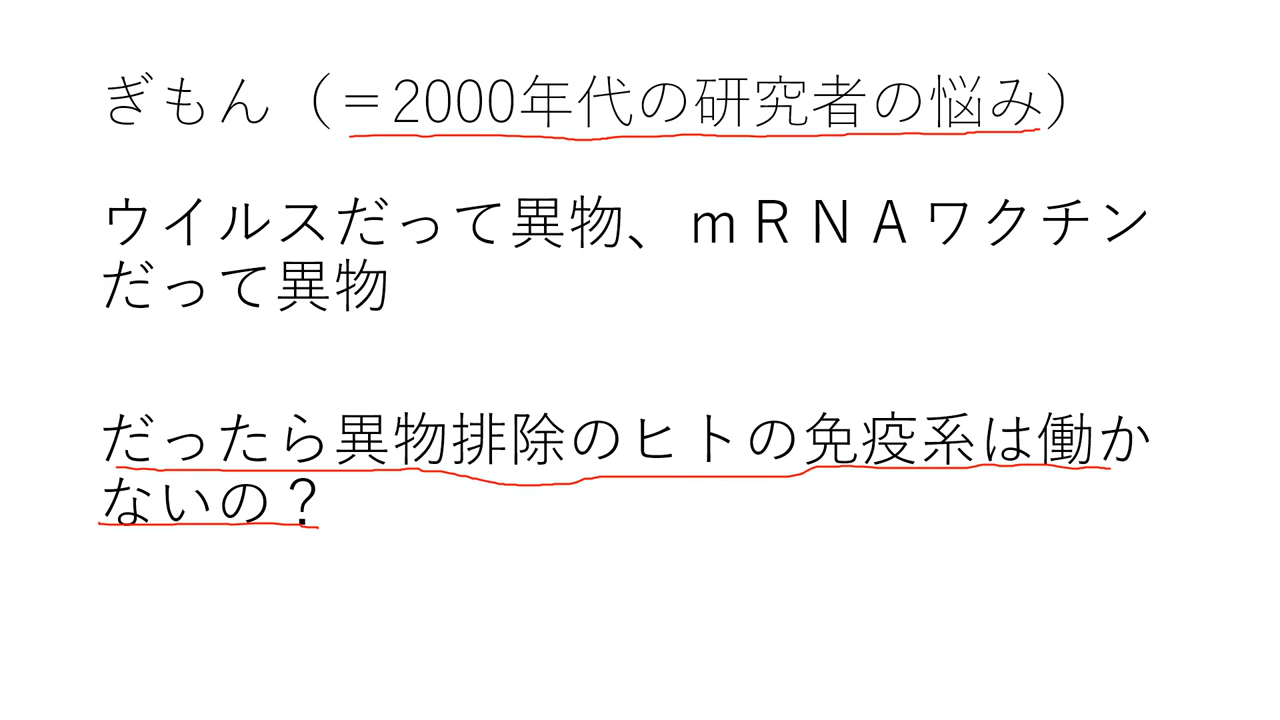 ぎもん（＝2000年代の研究者の悩み）
ウイルスだって異物、ｍＲＮＡワクチン
だって異物
だったら異物排除のヒトの免疫系は働か
ないの？